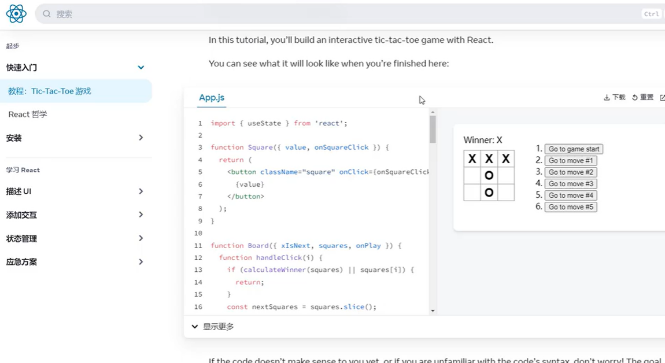 搜索
Ctrl
起步
快速入门
教程：Tic-Tac-Toe 游戏
React 哲学
安装
学习 React
描述 UI
添加交互
状态管理
应急方案
In this tutorial, you'll build an interactive tic-tac-toe game with React.
You can see what it will look like when you're finished here:
App.js
下载
重置
1 import { useState } from 'react';
2
3 function Square({ value, onSquareClick }) {
4 return (
5 <button className="square" onClick={onSquareClick
6 {value}
7 </button>
8 );
9 }
10
11 function Board({ xIsNext, squares, onPlay }) {
12 function handleClick(i) {
13 if (calculateWinner(squares) || squares[i]) {
14 return;
15 }
16 const nextSquares = squares.slice();
显示更多
Winner: X
X X X
O
O
1. Go to game start
2. Go to move #1
3. Go to move #2
4. Go to move #3
5. Go to move #4
6. Go to move #5
If the code doesn't make sense to you yet, or if you are unfamiliar with the code's syntax, don't worry! The goal